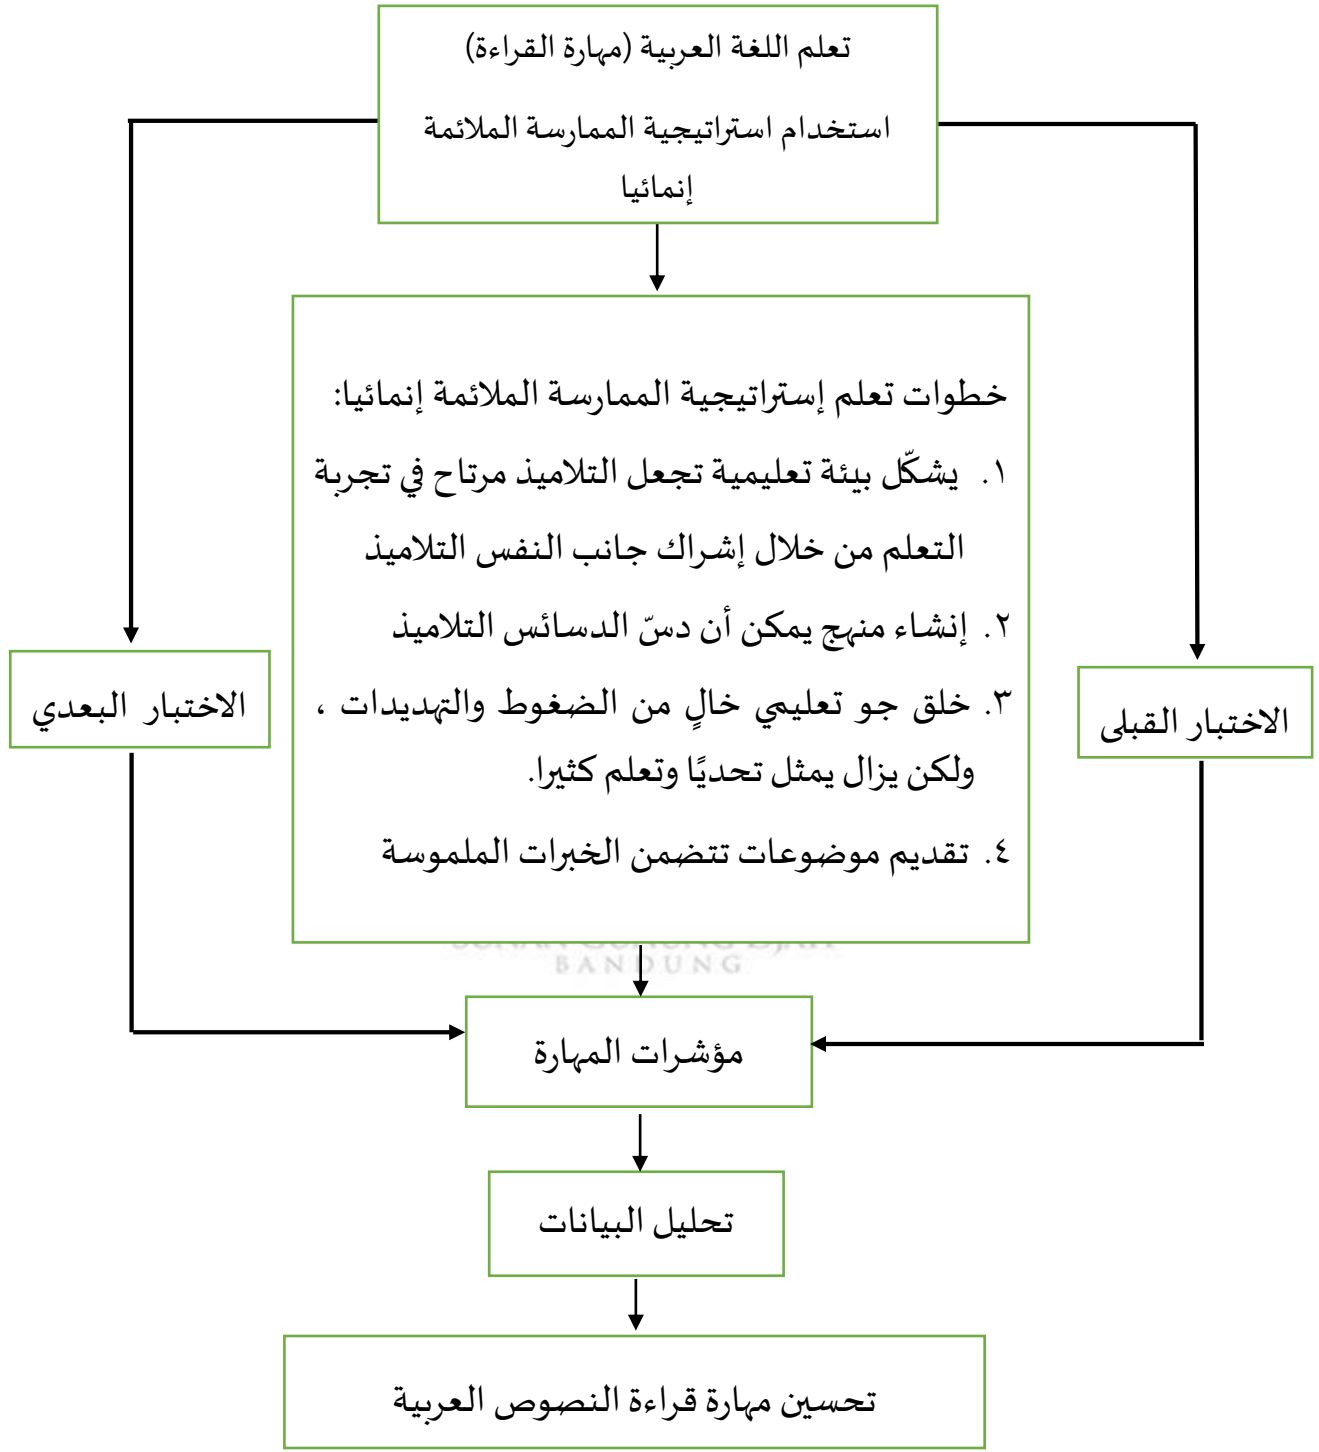 تعلم اللغة العربية (مهارة القراءة)
استخدام استراتيجية الممارسة الملائمة
إنمائيا
خطوات تعلم إستراتيجية الممارسة الملائمة إنمائيا:
١. يشكّل بيئة تعليمية تجعل التلاميذ مرتاح في تجربة
التعلم من خلال إشراك جانب النفس التلاميذ
٢. إنشاء منهج يمكن أن دسّ الدسائس التلاميذ
٣. خلق جو تعليمي خالٍ من الضغوط والتهديدات ،
ولكن يزال يمثل تحديًا وتعلم كثيرا.
٤. تقديم موضوعات تتضمن الخبرات الملموسة
الاختبار القبلى
الاختبار البعدي
SUNAN GUNUNG DJATI
BANDUNG
مؤشرات المهارة
تحليل البيانات
تحسين مهارة قراءة النصوص العربية